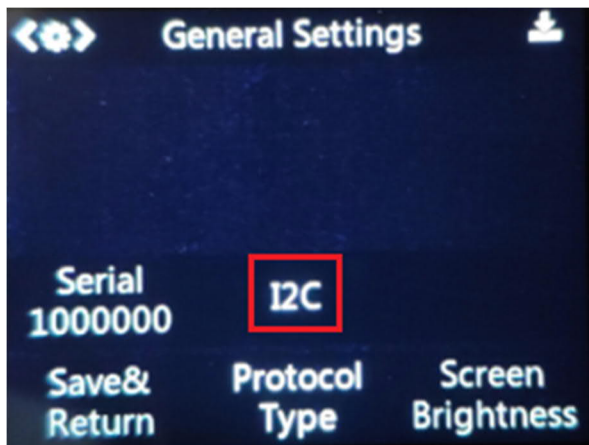 General Settings
Serial
1000000
I2C
Save&
Return
Protocol
Type
Screen
Brightness